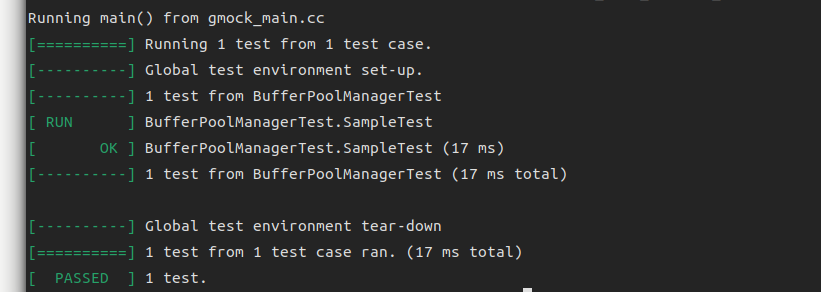 Running main() from gmock_main.cc
[==========] Running 1 test from 1 test case.
[----------] Global test environment set-up.
[----------] 1 test from BufferPoolManagerTest
[ RUN      ] BufferPoolManagerTest.SampleTest
[       OK ] BufferPoolManagerTest.SampleTest (17 ms)
[----------] 1 test from BufferPoolManagerTest (17 ms total)

[----------] Global test environment tear-down
[==========] 1 test from 1 test case ran. (17 ms total)
[  PASSED  ] 1 test.